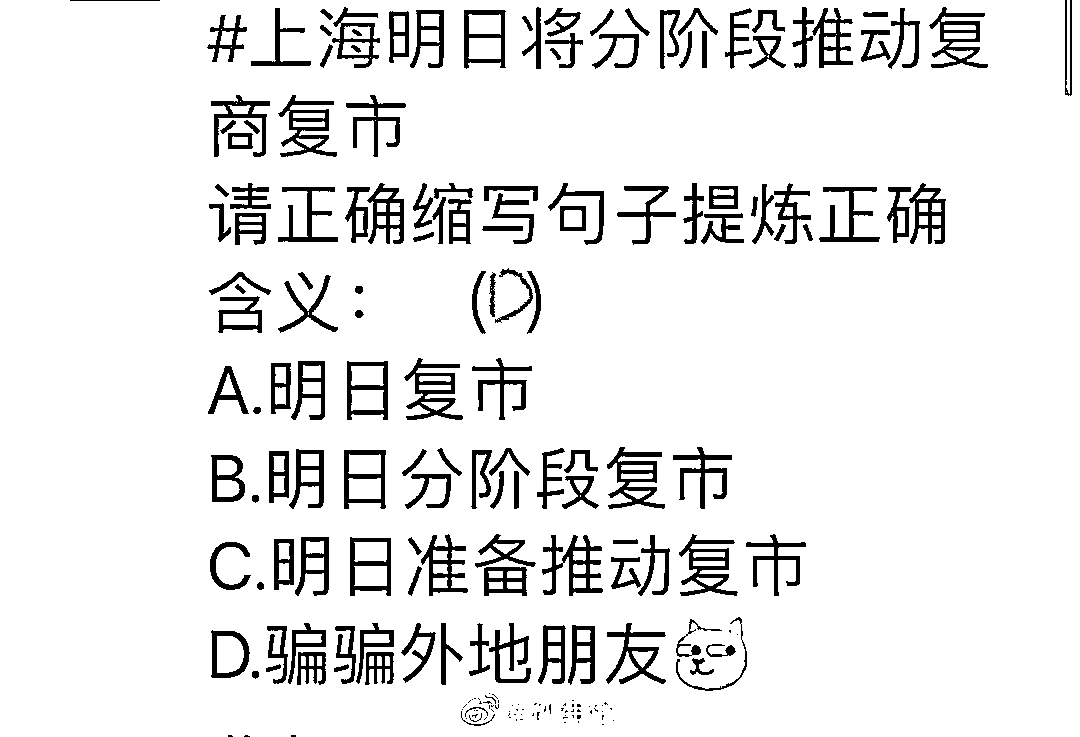 #上海明日将分阶段推动复
商复市
请正确缩写句子提炼正确
含义： (D)
A.明日复市
B.明日分阶段复市
C.明日准备推动复市
D.骗骗外地朋友